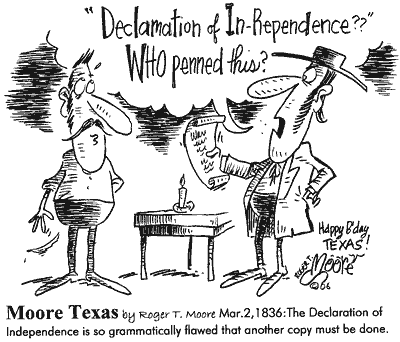 "Declamation of In-Rependence??"
Who penned this?
Happy B'day
TEXAS!
Roger
Moore
©06
Moore Texas by Roger T. Moore Mar.2,1836:The Declaration of
Independence is so grammatically flawed that another copy must be done.